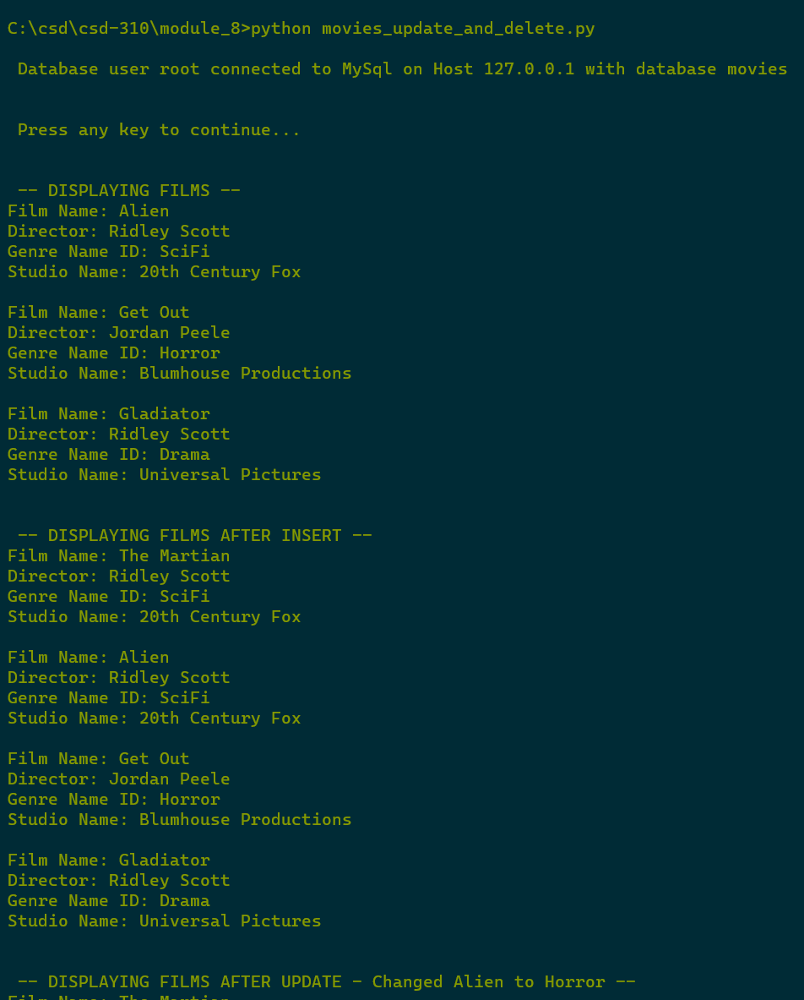 C:\csd\csd-310\module_8>python movies_update_and_delete.py
Database user root connected to MySql on Host 127.0.0.1 with database movies
Press any key to continue...
-- DISPLAYING FILMS --
Film Name: Alien
Director: Ridley Scott
Genre Name ID: SciFi
Studio Name: 20th Century Fox
Film Name: Get Out
Director: Jordan Peele
Genre Name ID: Horror
Studio Name: Blumhouse Productions
Film Name: Gladiator
Director: Ridley Scott
Genre Name ID: Drama
Studio Name: Universal Pictures
-- DISPLAYING FILMS AFTER INSERT --
Film Name: The Martian
Director: Ridley Scott
Genre Name ID: SciFi
Studio Name: 20th Century Fox
Film Name: Alien
Director: Ridley Scott
Genre Name ID: SciFi
Studio Name: 20th Century Fox
Film Name: Get Out
Director: Jordan Peele
Genre Name ID: Horror
Studio Name: Blumhouse Productions
Film Name: Gladiator
Director: Ridley Scott
Genre Name ID: Drama
Studio Name: Universal Pictures
-- DISPLAYING FILMS AFTER UPDATE - Changed Alien to Horror --
Film Name: The Martian